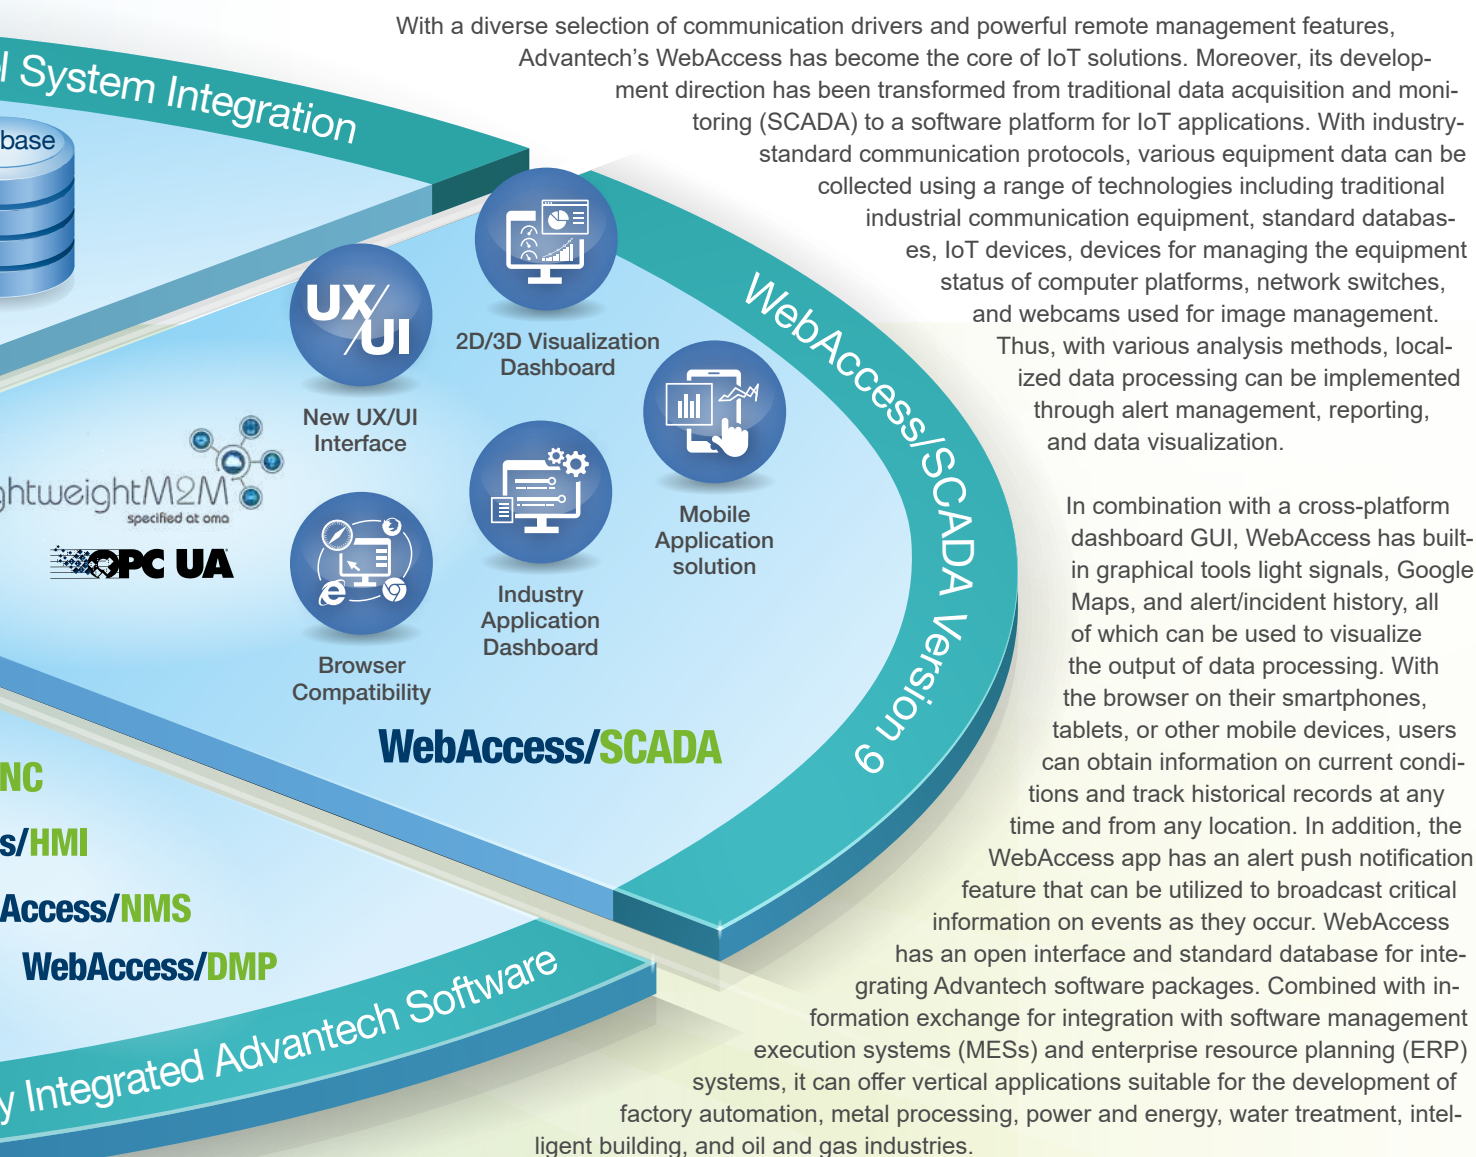 With a diverse selection of communication drivers and powerful remote management features,
Advantech’s WebAccess has become the core of IoT solutions. Moreover, its develop-
ment direction has been transformed from traditional data acquisition and moni-
toring (SCADA) to a software platform for IoT applications. With industry-
standard communication protocols, various equipment data can be
collected using a range of technologies including traditional
industrial communication equipment, standard databas-
es, IoT devices, devices for managing the equipment
status of computer platforms, network switches,
and webcams used for image management.
Thus, with various analysis methods, local-
ized data processing can be implemented
through alert management, reporting,
and data visualization.
In combination with a cross-platform
dashboard GUI, WebAccess has built-
in graphical tools light signals, Google
Maps, and alert/incident history, all
of which can be used to visualize
the output of data processing. With
the browser on their smartphones,
tablets, or other mobile devices, users
can obtain information on current condi-
tions and track historical records at any
time and from any location. In addition, the
WebAccess app has an alert push notification
feature that can be utilized to broadcast critical
information on events as they occur. WebAccess
has an open interface and standard database for inte-
grating Advantech software packages. Combined with in-
formation exchange for integration with software management
execution systems (MESs) and enterprise resource planning (ERP)
systems, it can offer vertical applications suitable for the development of
factory automation, metal processing, power and energy, water treatment, intel-
ligent building, and oil and gas industries.
l System Integration
base
UX/UI
New UX/UI
Interface
2D/3D Visualization
Dashboard
Mobile
Application
solution
Industry
Application
Dashboard
Browser
Compatibility
ghtweightM2M
specified at oma
OPC UA
WebAccess/SCADA
WebAccess/SCADA Version 9
NC
s/HMI
Access/NMS
WebAccess/DMP
y Integrated Advantech Software